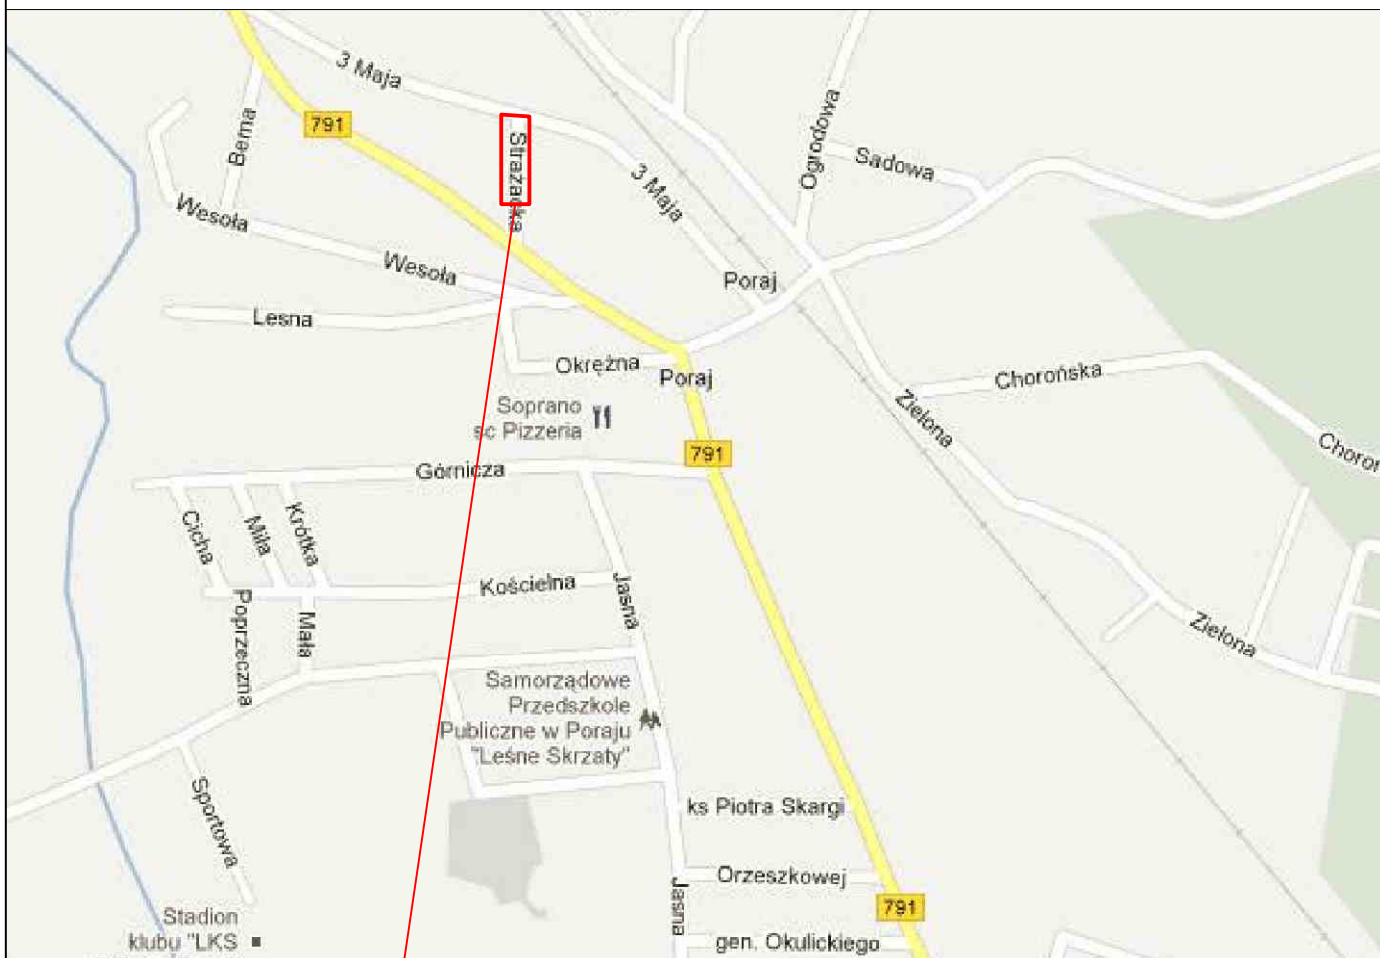 3 Maja
791
Bema
Strażacka
3 Maja
Ogrodowa
Sadowa
Wesoła
Wesoła
Poraj
Lesna
Okrężna
Poraj
Chorońska
Soprano
sc Pizzeria
Zielona
Choroń
791
Górnicza
Cicha
Miła
Krótka
Kościelna
Jasna
Poprzeczna
Mała
Zielona
Samorządowe
Przedszkole
Publiczne w Poraju
"Leśne Skrzaty"
Sportowa
ks Piotra Skargi
Orzeszkowej
Jasna
791
Stadion
klubu "LKS
gen. Okulickiego